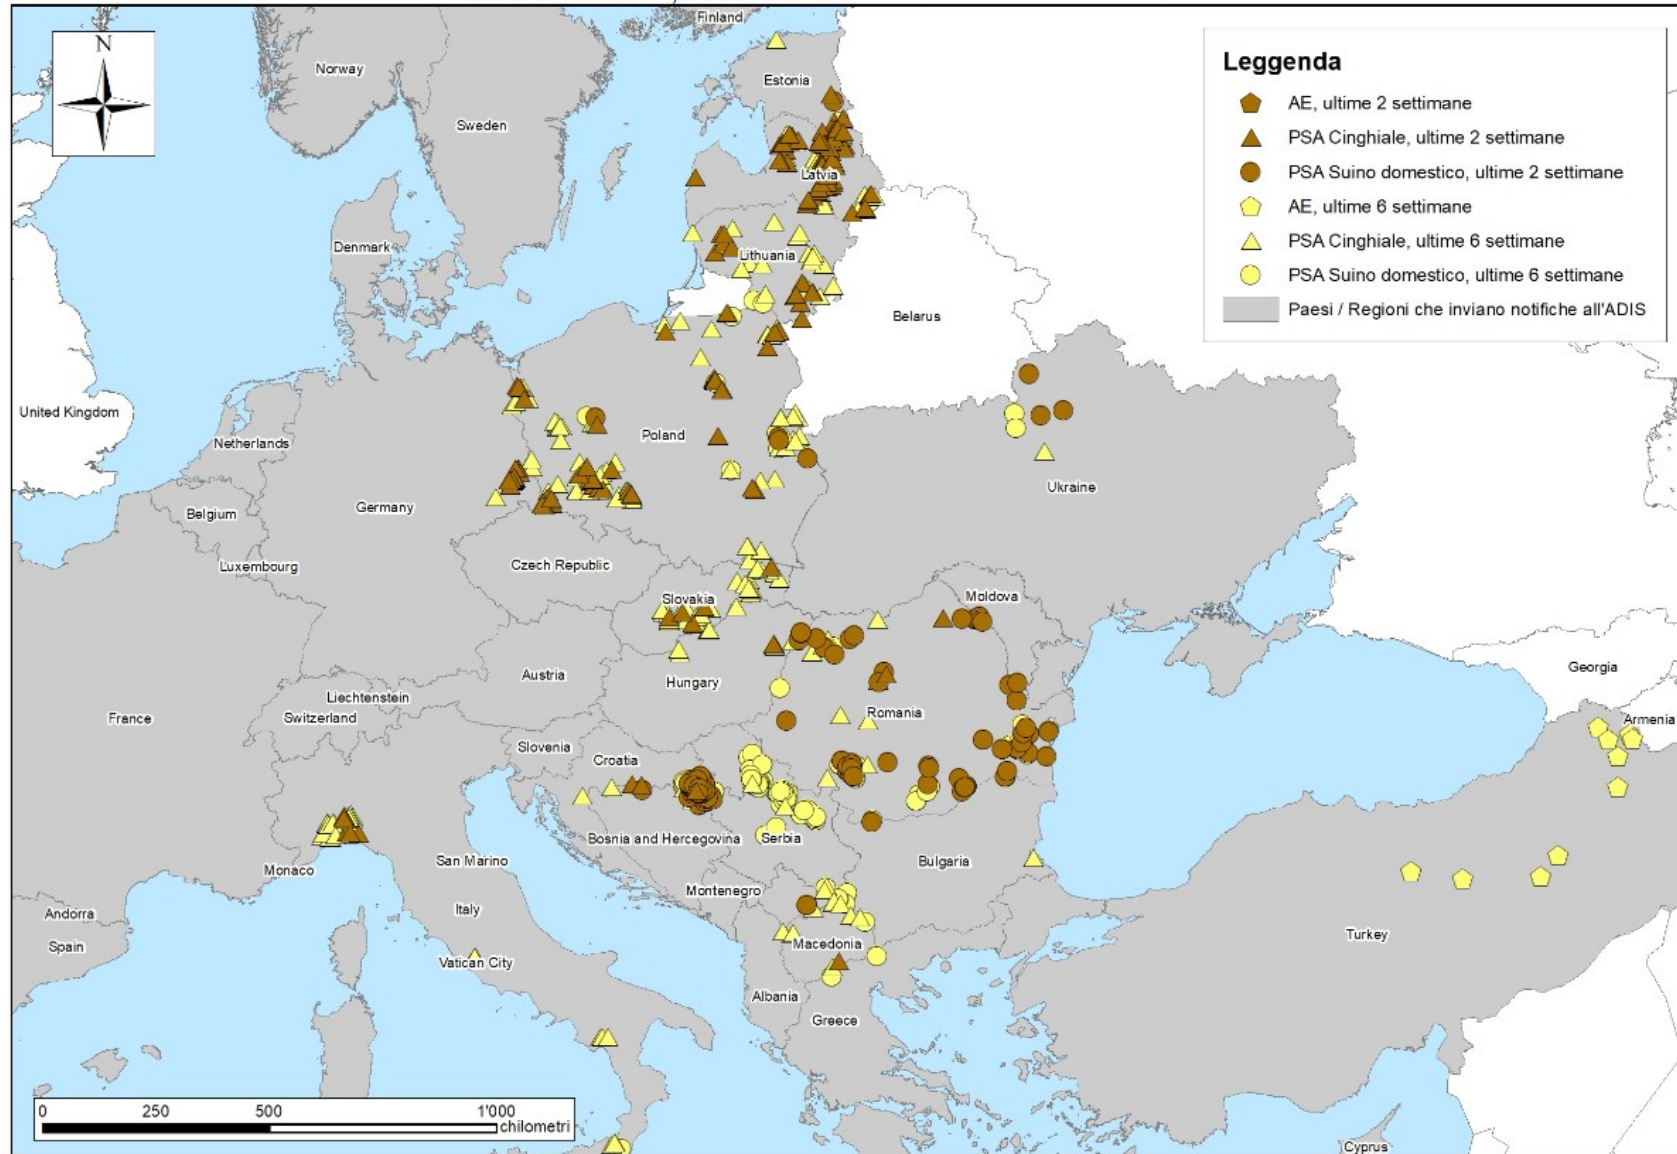 Finland
N
Norway
Estonia
Sweden
Latvia
Denmark
Lithuania
Belarus
United Kingdom
Netherlands
Poland
Ukraine
Germany
Belgium
Luxembourg
Czech Republic
Slovakia
Moldova
Austria
Hungary
Georgia
Liechtenstein
Switzerland
France
Romania
Armenia
Slovenia
Croatia
Bosnia and Hercegovina
Serbia
San Marino
Bulgaria
Monaco
Montenegro
Andorra
Italy
Spain
Macedonia
Turkey
Vatican City
Albania
Greece
Cyprus
Leggenda
AE, ultime 2 settimane
PSA Cinghiale, ultime 2 settimane
PSA Suino domestico, ultime 2 settimane
AE, ultime 6 settimane
PSA Cinghiale, ultime 6 settimane
PSA Suino domestico, ultime 6 settimane
Paesi / Regioni che inviano notifiche all'ADIS
0 250 500 1'000
chilometri